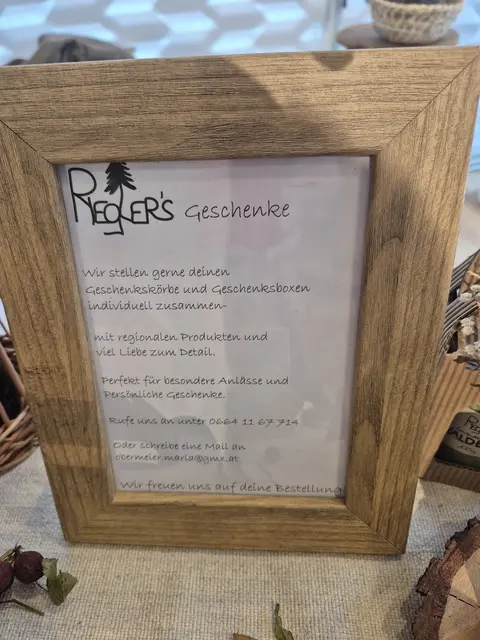 RIEGLER'S Geschenke
Wir stellen gerne deinen
Geschenkskörbe und Geschenksboxen
individuell zusammen-
mit regionalen Produkten und
viel Liebe zum Detail.
Perfekt für besondere Anlässe und
Persönliche Geschenke.
Rufe uns an unter 0664 11 67 714
Oder schreibe eine Mail an
obermeier.maria@gmx.at
Wir freuen uns auf deine Bestellung